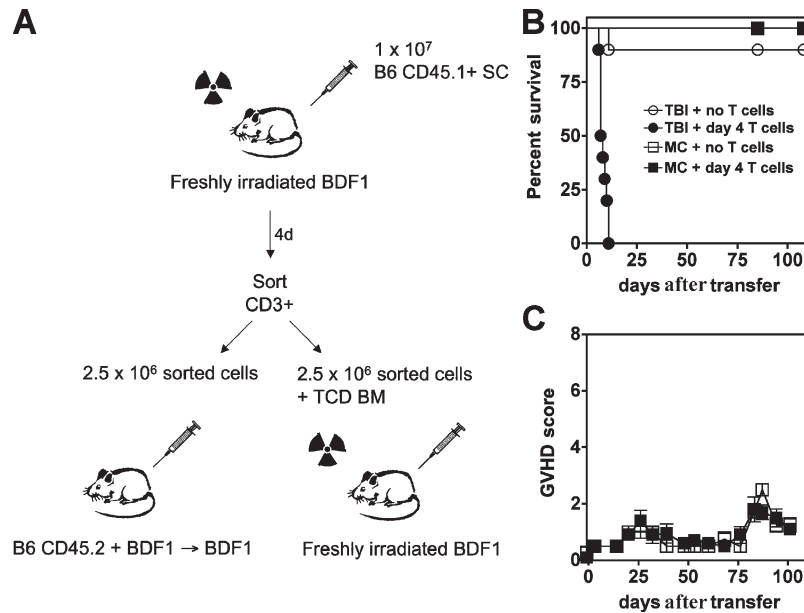 A
1 x 10⁷
B6 CD45.1+ SC
Freshly irradiated BDF1
4d
Sort
CD3+
2.5 x 10⁶ sorted cells
2.5 x 10⁶ sorted cells
+ TCD BM
B6 CD45.2 + BDF1 → BDF1
Freshly irradiated BDF1
B
Percent survival
100
75
50
25
0
TBI + no T cells
TBI + day 4 T cells
MC + no T cells
MC + day 4 T cells
0 25 50 75 100
days after transfer
C
GVHD score
8
6
4
2
0
0 25 50 75 100
days after transfer